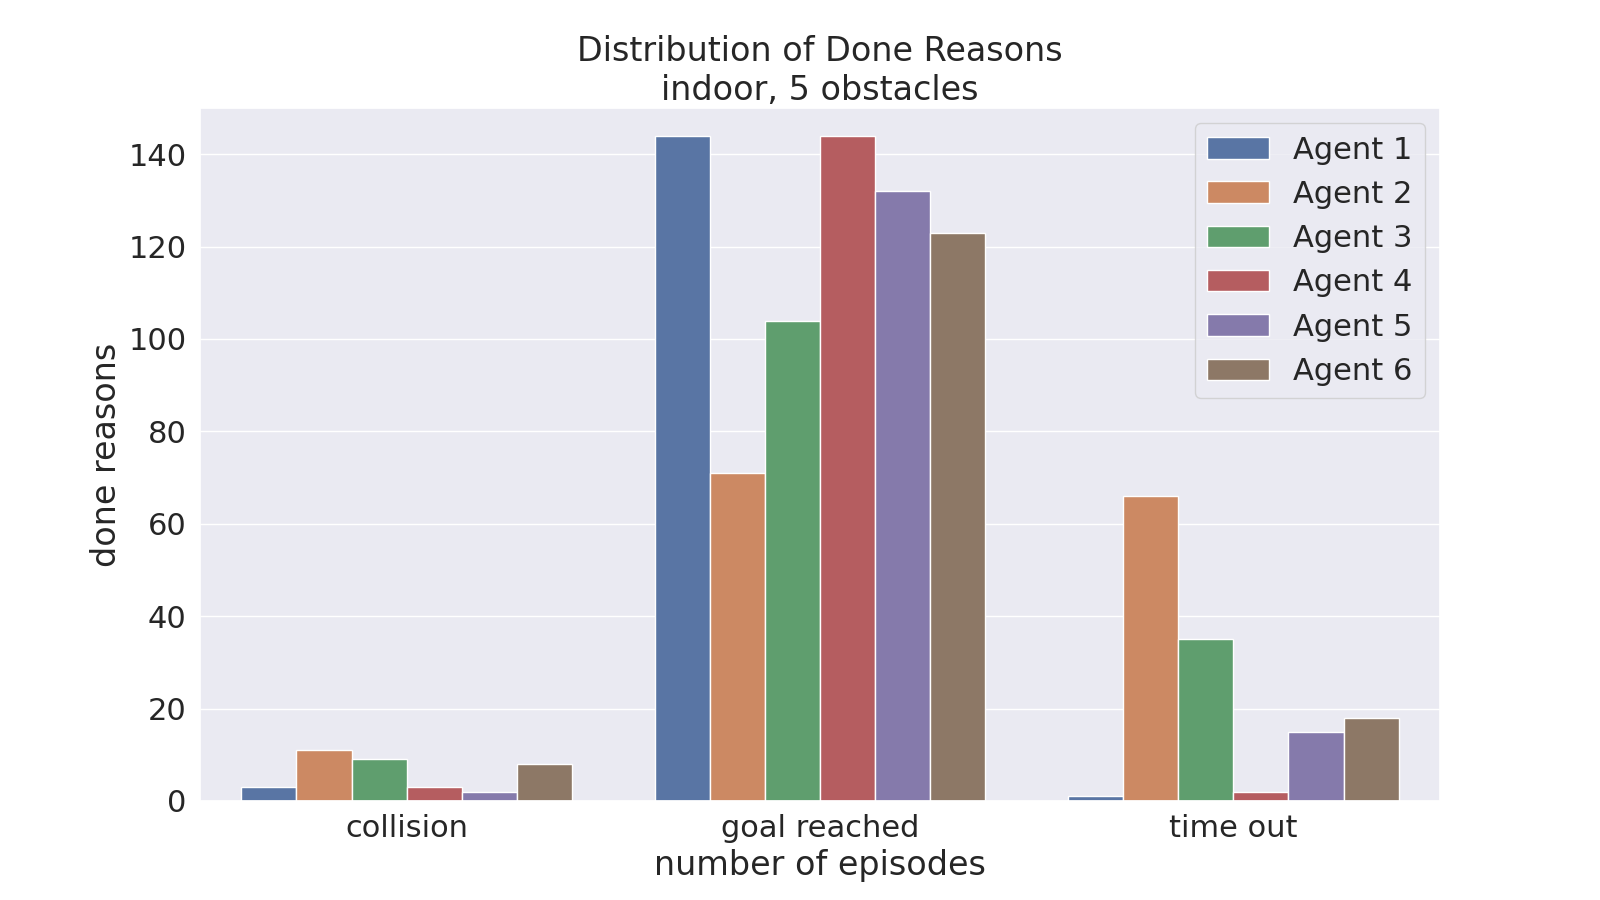 Distribution of Done Reasons
indoor, 5 obstacles
Agent 1
Agent 2
Agent 3
Agent 4
Agent 5
Agent 6
done reasons
140
120
100
80
60
40
20
0
collision goal reached time out
number of episodes